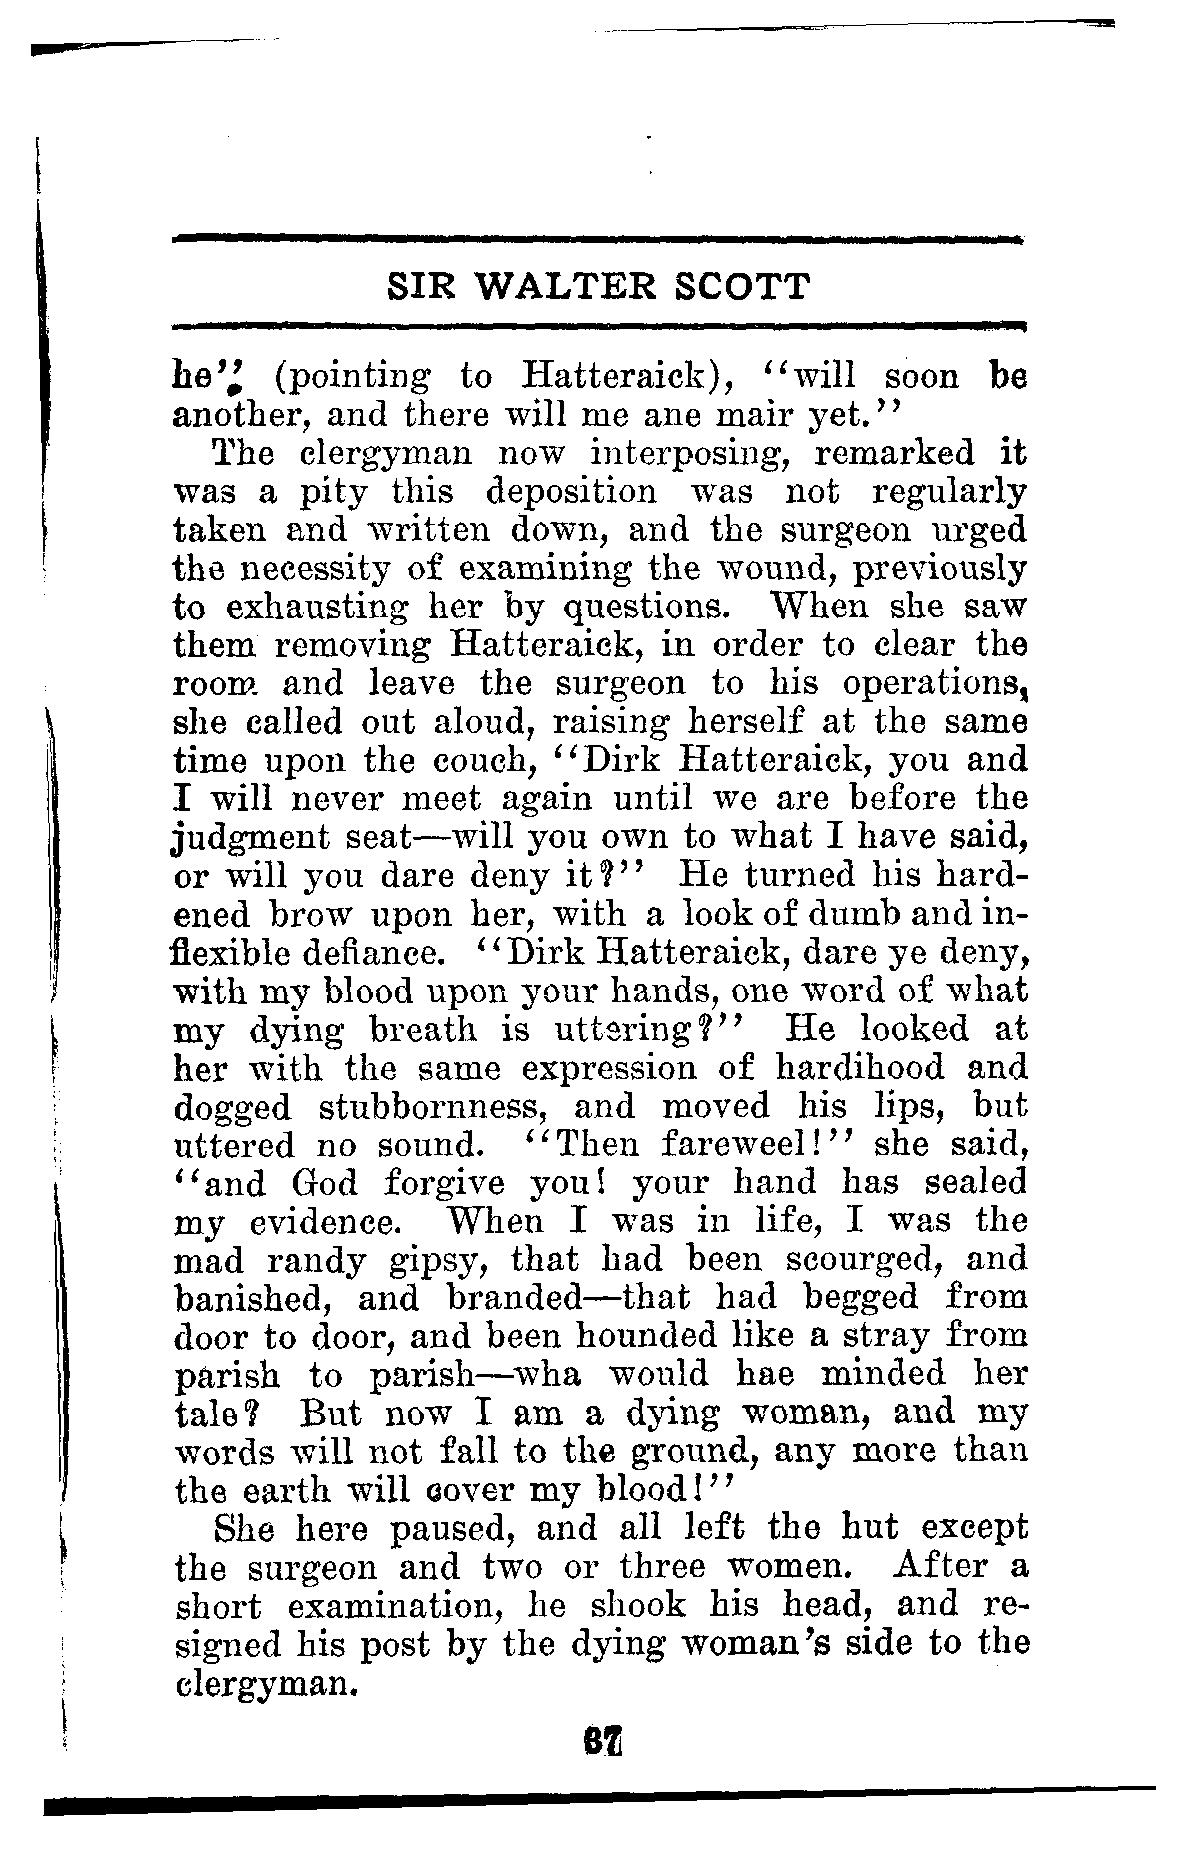 SIR WALTER SCOTT
he" (pointing to Hatteraick), "will soon be
another, and there will me ane mair yet."
The clergyman now interposing, remarked it
was a pity this deposition was not regularly
taken and written down, and the surgeon urged
the necessity of examining the wound, previously
to exhausting her by questions. When she saw
them removing Hatteraick, in order to clear the
room and leave the surgeon to his operations,
she called out aloud, raising herself at the same
time upon the couch, "Dirk Hatteraick, you and
I will never meet again until we are before the
judgment seat—will you own to what I have said,
or will you dare deny it?" He turned his hard-
ened brow upon her, with a look of dumb and in-
flexible defiance. "Dirk Hatteraick, dare ye deny,
with my blood upon your hands, one word of what
my dying breath is uttering?" He looked at
her with the same expression of hardihood and
dogged stubbornness, and moved his lips, but
uttered no sound. "Then fareweel!" she said,
"and God forgive you! your hand has sealed
my evidence. When I was in life, I was the
mad randy gipsy, that had been scourged, and
banished, and branded—that had begged from
door to door, and been hounded like a stray from
parish to parish—wha would hae minded her
tale? But now I am a dying woman, and my
words will not fall to the ground, any more than
the earth will cover my blood!"
She here paused, and all left the hut except
the surgeon and two or three women. After a
short examination, he shook his head, and re-
signed his post by the dying woman's side to the
clergyman.
67